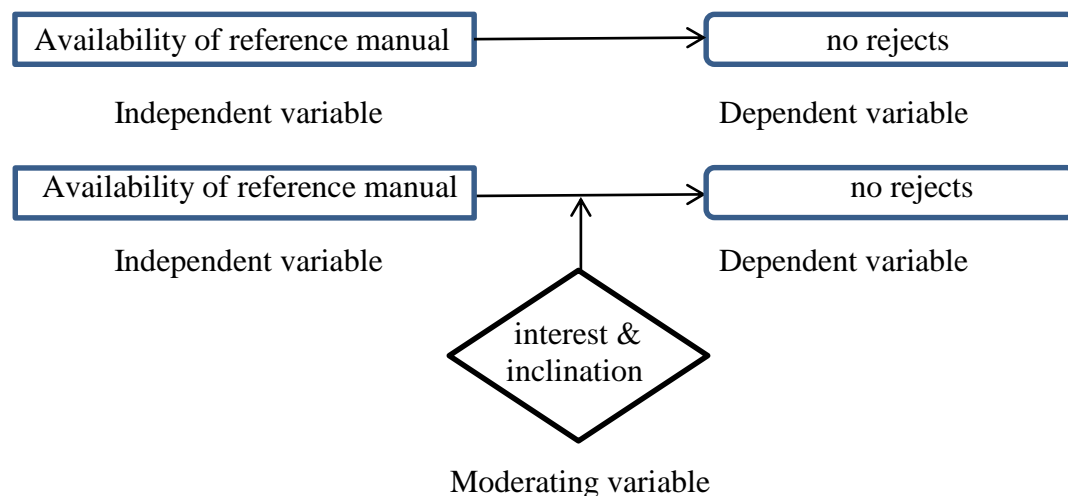 Availability of reference manual no rejects
Independent variable Dependent variable
Availability of reference manual no rejects
Independent variable Dependent variable
interest &
inclination
Moderating variable